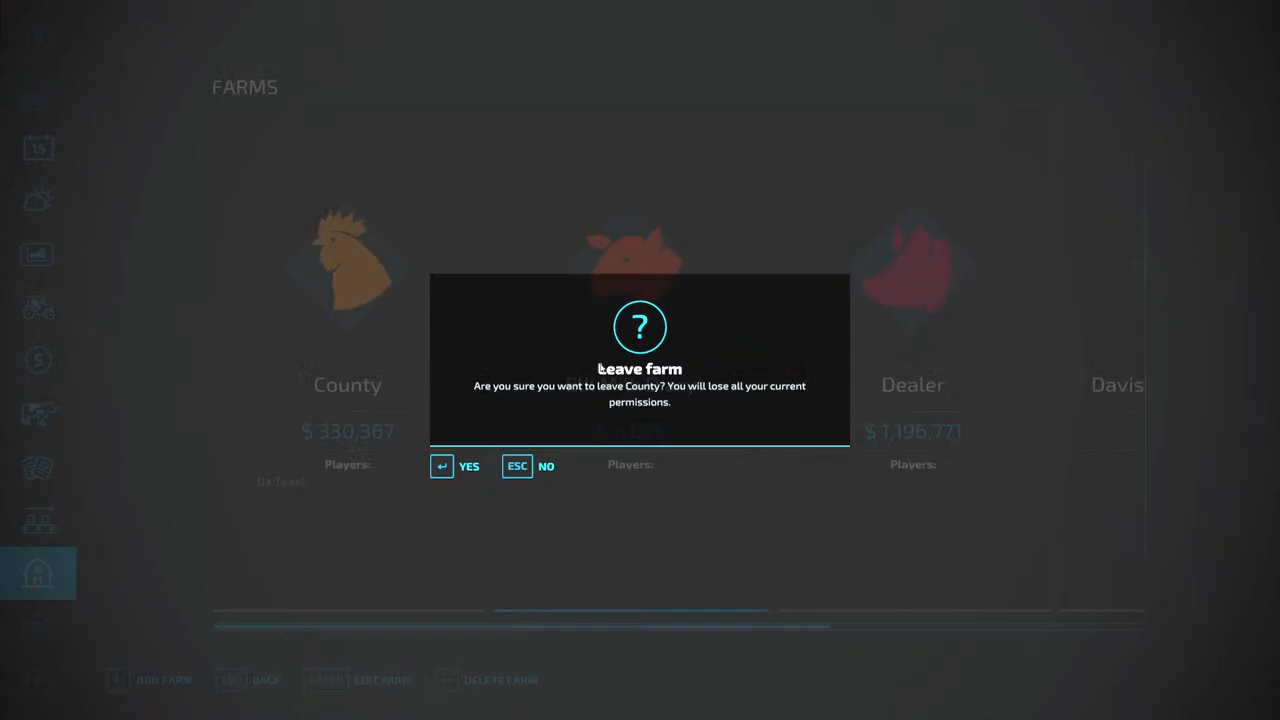 FARMS
15
?
Leave farm
Are you sure you want to leave County? You will lose all your current
permissions.
YES
ESC NO
County
Dealer
Davis
$ 330,367
$ 1,196,771
Players:
Players:
Players:
JOIN FARM
BACK
EDIT FARM
DELETE FARM